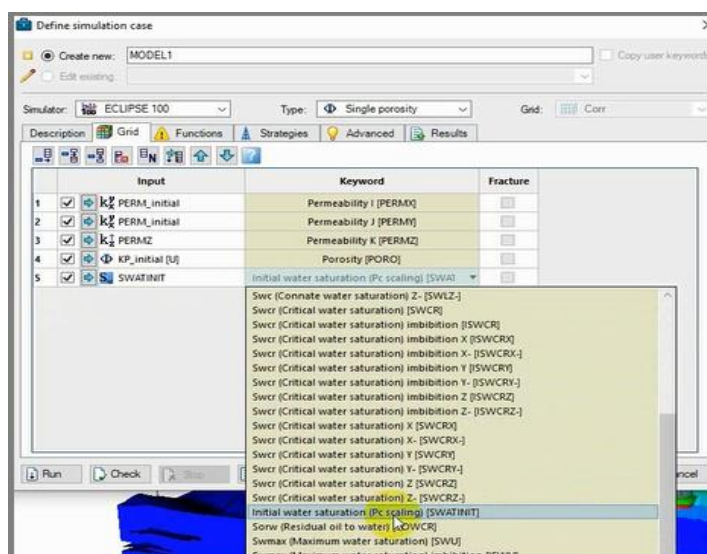 Define simulation case
Create new: MODEL1 Copy user keywords
Edit existing:
Simulator: ECLIPSE 100 Type: Single porosity Grid: Corr
Description Grid Functions Strategies Advanced Results
Input Keyword Fracture
1 PERM_initial Permeability I [PERMX]
2 PERM_initial Permeability J [PERMY]
3 PERMZ Permeability K [PERMZ]
4 KP_initial [U] Porosity [PORO]
5 SWATINIT Initial water saturation (Pc scaling) [SWAT
Swc (Connate water saturation) Z- [SWLZ-]
Swcr (Critical water saturation) [SWCR]
Swcr (Critical water saturation) imbibition [ISWCR]
Swcr (Critical water saturation) imbibition X [ISWCRX]
Swcr (Critical water saturation) imbibition X- [ISWCRX-]
Swcr (Critical water saturation) imbibition Y [ISWCRY]
Swcr (Critical water saturation) imbibition Y- [ISWCRY-]
Swcr (Critical water saturation) imbibition Z [ISWCRZ]
Swcr (Critical water saturation) imbibition Z- [ISWCRZ-]
Swcr (Critical water saturation) X [SWCRX]
Swcr (Critical water saturation) X- [SWCRX-]
Swcr (Critical water saturation) Y [SWCRY]
Swcr (Critical water saturation) Y- [SWCRY-]
Swcr (Critical water saturation) Z [SWCRZ]
Swcr (Critical water saturation) Z- [SWCRZ-]
Run Check Stop ncel
Initial water saturation (Pc scaling) [SWATINIT]
Sorw (Residual oil to water) OWCR]
Swmax (Maximum water saturation) [SWU]